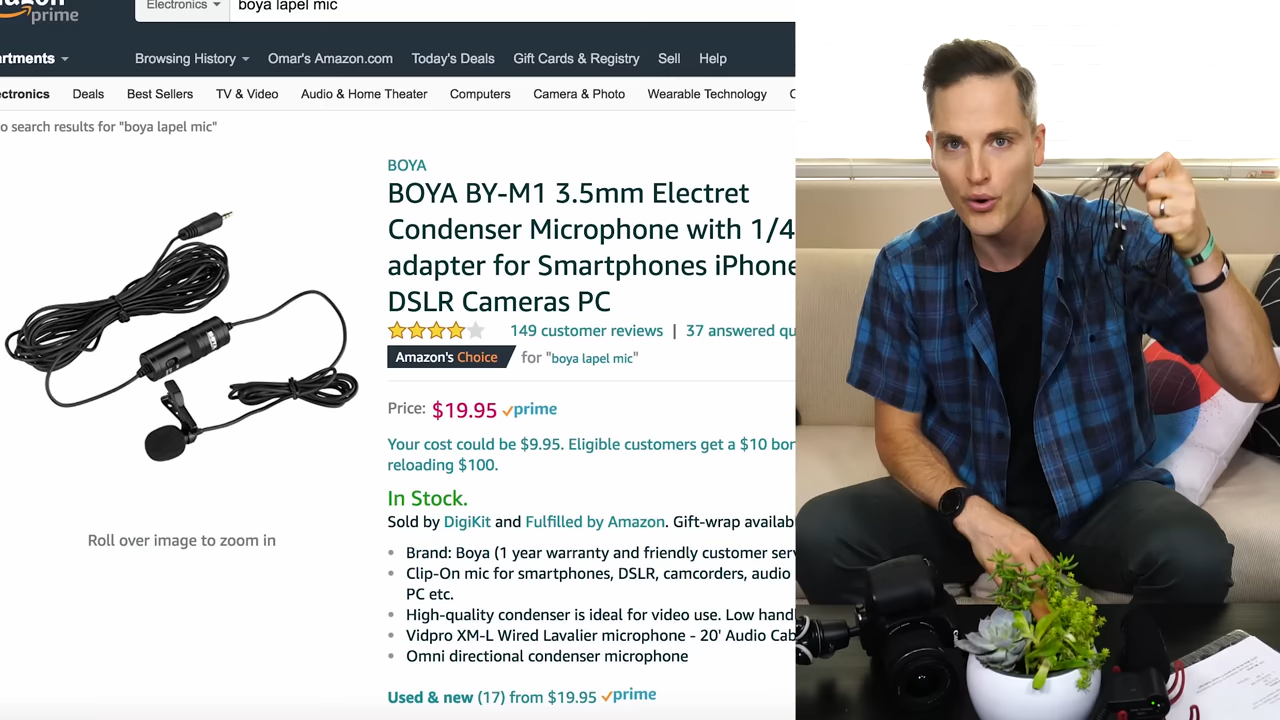 prime
Electronics
boya lapel mic
Browsing History
Omar's Amazon.com
Today's Deals
Gift Cards & Registry
Sell
Help
Deals
Best Sellers
TV & Video
Audio & Home Theater
Computers
Camera & Photo
Wearable Technology
search results for "boya lapel mic"
BOYA
BOYA BY-M1 3.5mm Electret
Condenser Microphone with 1/4
adapter for Smartphones iPhone
DSLR Cameras PC
149 customer reviews | 37 answered qu
Amazon's Choice for "boya lapel mic"
Price: $19.95 prime
Your cost could be $9.95. Eligible customers get a $10 bon
reloading $100.
In Stock.
Sold by DigiKit and Fulfilled by Amazon. Gift-wrap availab
Brand: Boya (1 year warranty and friendly customer serv
Clip-On mic for smartphones, DSLR, camcorders, audio
PC etc.
High-quality condenser is ideal for video use. Low handl
Vidpro XM-L Wired Lavalier microphone - 20' Audio Cab
Omni directional condenser microphone
Used & new (17) from $19.95 prime
Roll over image to zoom in